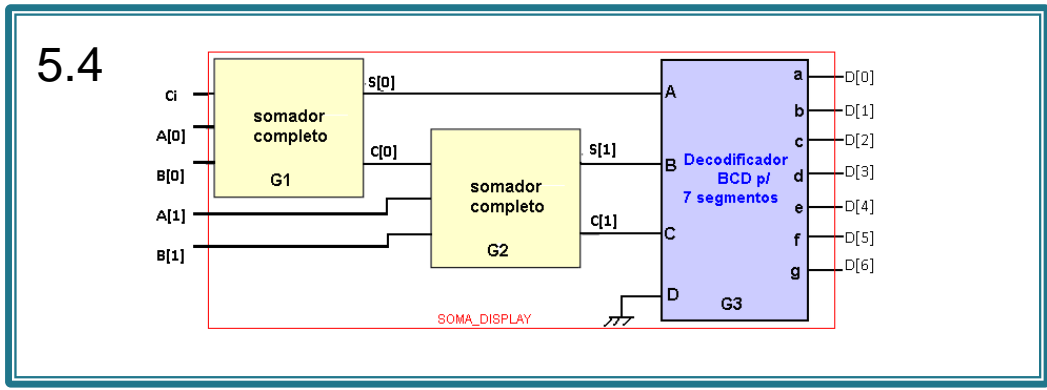 5.4
Ci
A[0]
B[0]
A[1]
B[1]
somador
completo
G1
S[0]
C[0]
somador
completo
G2
S[1]
C[1]
A
B
C
D
Decodificador
BCD p/
7 segmentos
G3
a
b
c
d
e
f
g
D[0]
D[1]
D[2]
D[3]
D[4]
D[5]
D[6]
SOMA_DISPLAY